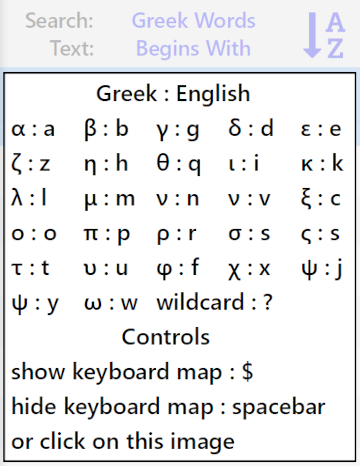 Search: Greek Words
Text: Begins With
A
Z
Greek : English
α : a β : b γ : g δ : d ε : e
ζ : z η : h θ : q ι : i κ : k
λ : l μ : m ν : n ν : v ξ : c
ο : o π : p ρ : r σ : s ς : s
τ : t υ : u φ : f χ : x ψ : j
ψ : y ω : w wildcard : ?
Controls
show keyboard map : $
hide keyboard map : spacebar
or click on this image